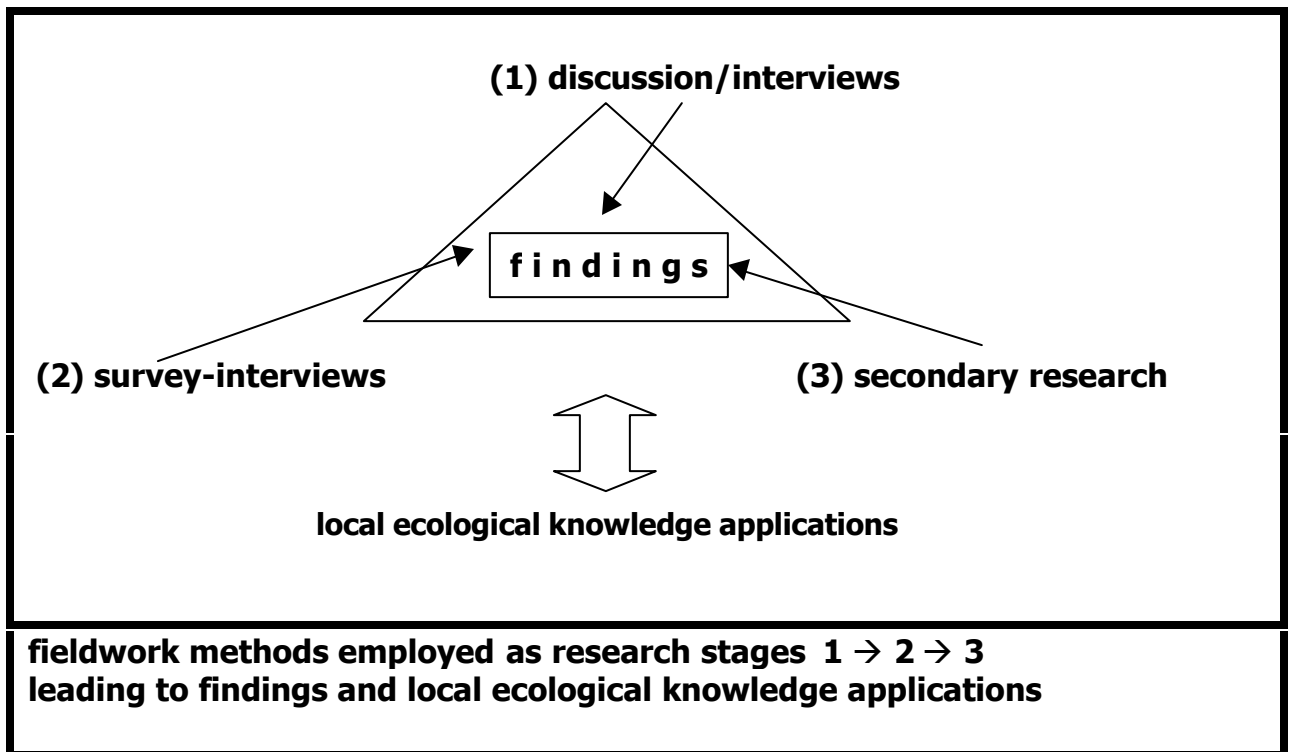 (1) discussion/interviews
f i n d i n g s
(2) survey-interviews
(3) secondary research
local ecological knowledge applications
fieldwork methods employed as research stages 1 → 2 → 3
leading to findings and local ecological knowledge applications